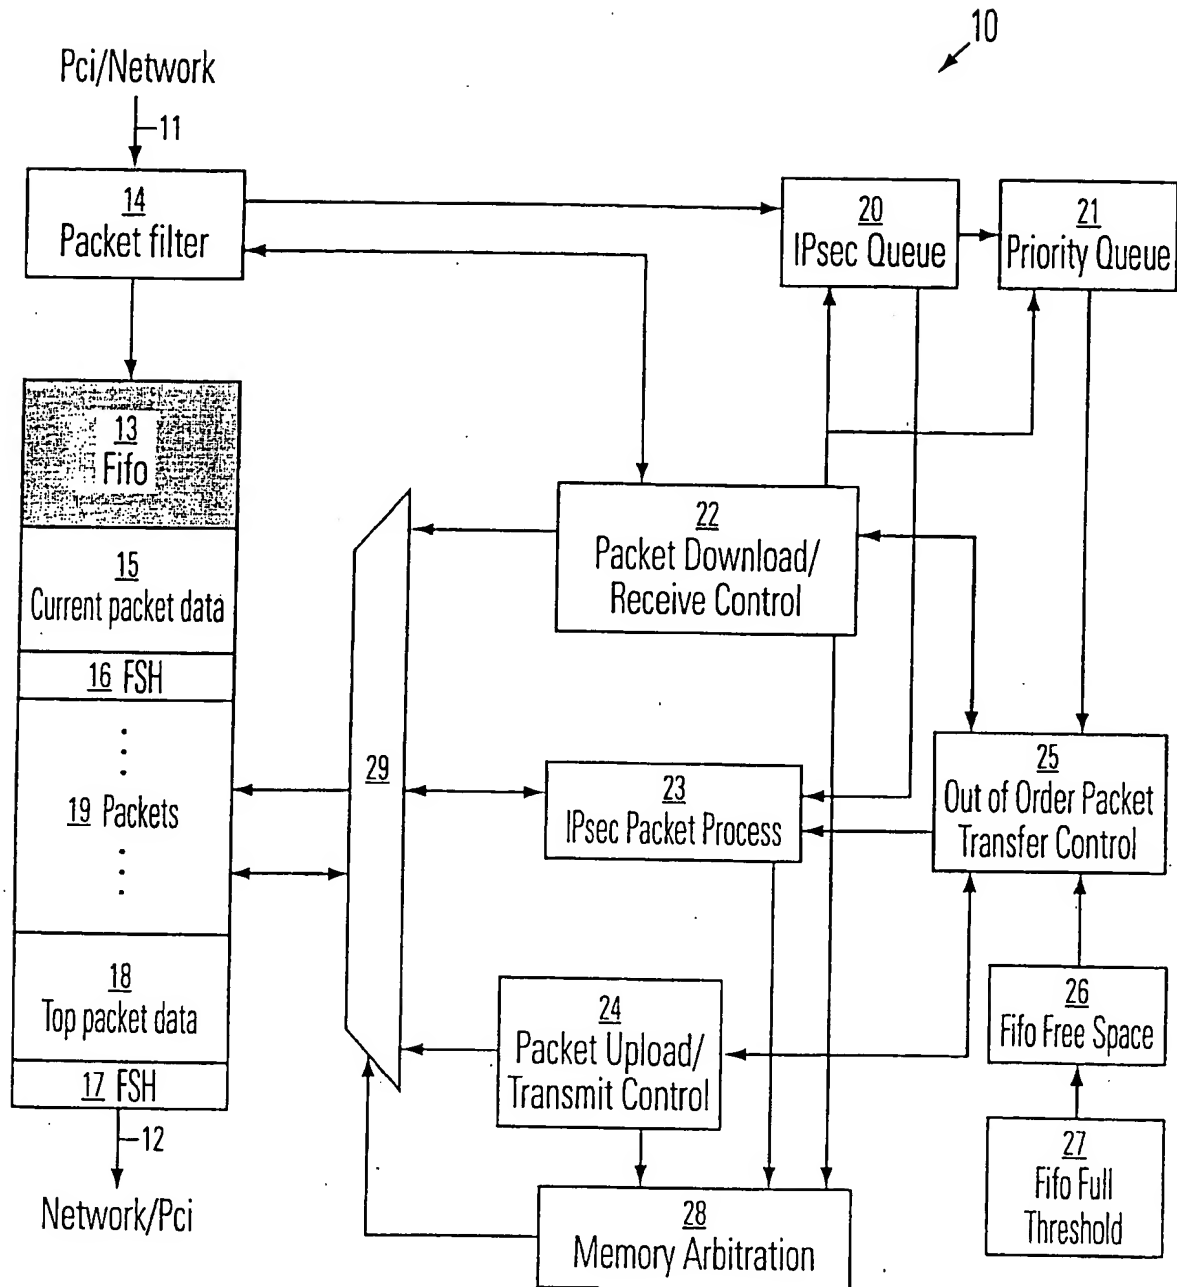 10
Pci/Network
11
14
Packet filter
20
IPsec Queue
21
Priority Queue
13
Fifo
22
Packet Download/
Receive Control
15
Current packet data
16 FSH
29
19 Packets
23
IPsec Packet Process
25
Out of Order Packet
Transfer Control
18
Top packet data
24
Packet Upload/
Transmit Control
26
Fifo Free Space
17 FSH
12
Network/Pci
27
Fifo Full
Threshold
28
Memory Arbitration